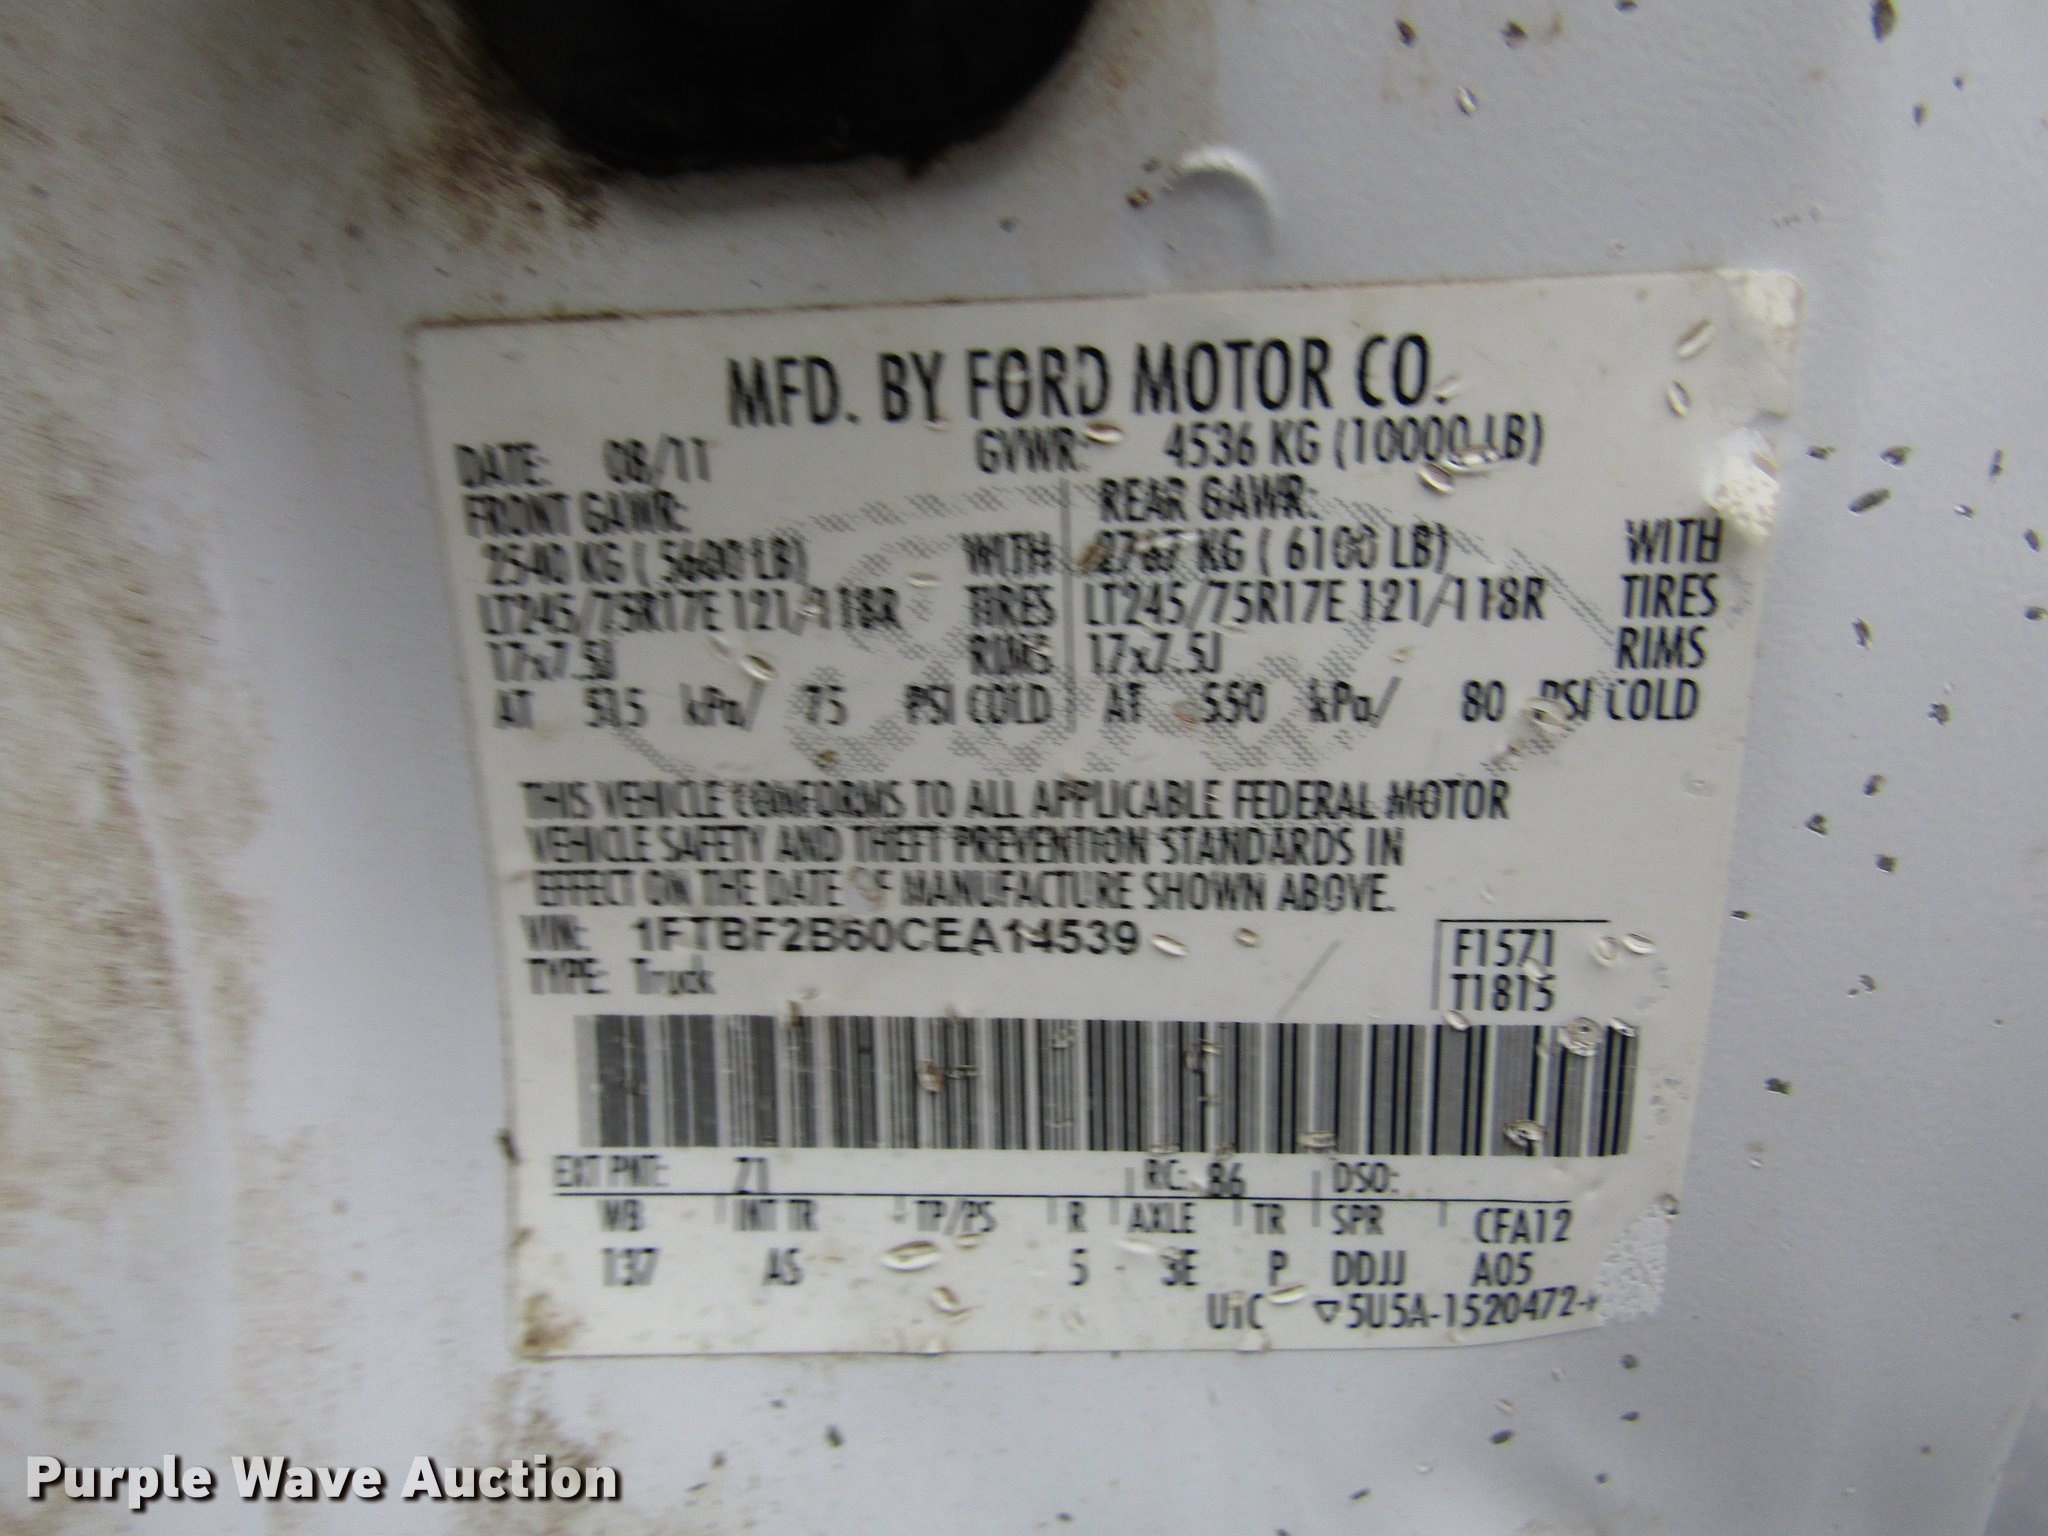 MFD. BY FORD MOTOR CO.
DATE: 08/11 GVWR: 4536 KG (10000 LB)
FRONT GAWR: REAR GAWR:
2540 KG ( 5600 LB) WITH 2767 KG ( 6100 LB) WITH
LT245/75R17E 121/118R TIRES LT245/75R17E 121/118R TIRES
17x7.5J RIMS 17x7.5J RIMS
AT 515 kPa/ 75 PSI COLD AT 550 kPa/ 80 PSI COLD
THIS VEHICLE CONFORMS TO ALL APPLICABLE FEDERAL MOTOR
VEHICLE SAFETY AND THEFT PREVENTION STANDARDS IN
EFFECT ON THE DATE OF MANUFACTURE SHOWN ABOVE.
VIN: 1FTBF2B60CEA14539
TYPE: Truck
F1571
T1815
EXT PNT: Z1 RC: 86 DSO:
WB INT TR TP/PS R AXLE TR SPR CFA12
137 AS 5 3E P DDJJ A05
UTC ▽5U5A-1520472-
Purple Wave Auction